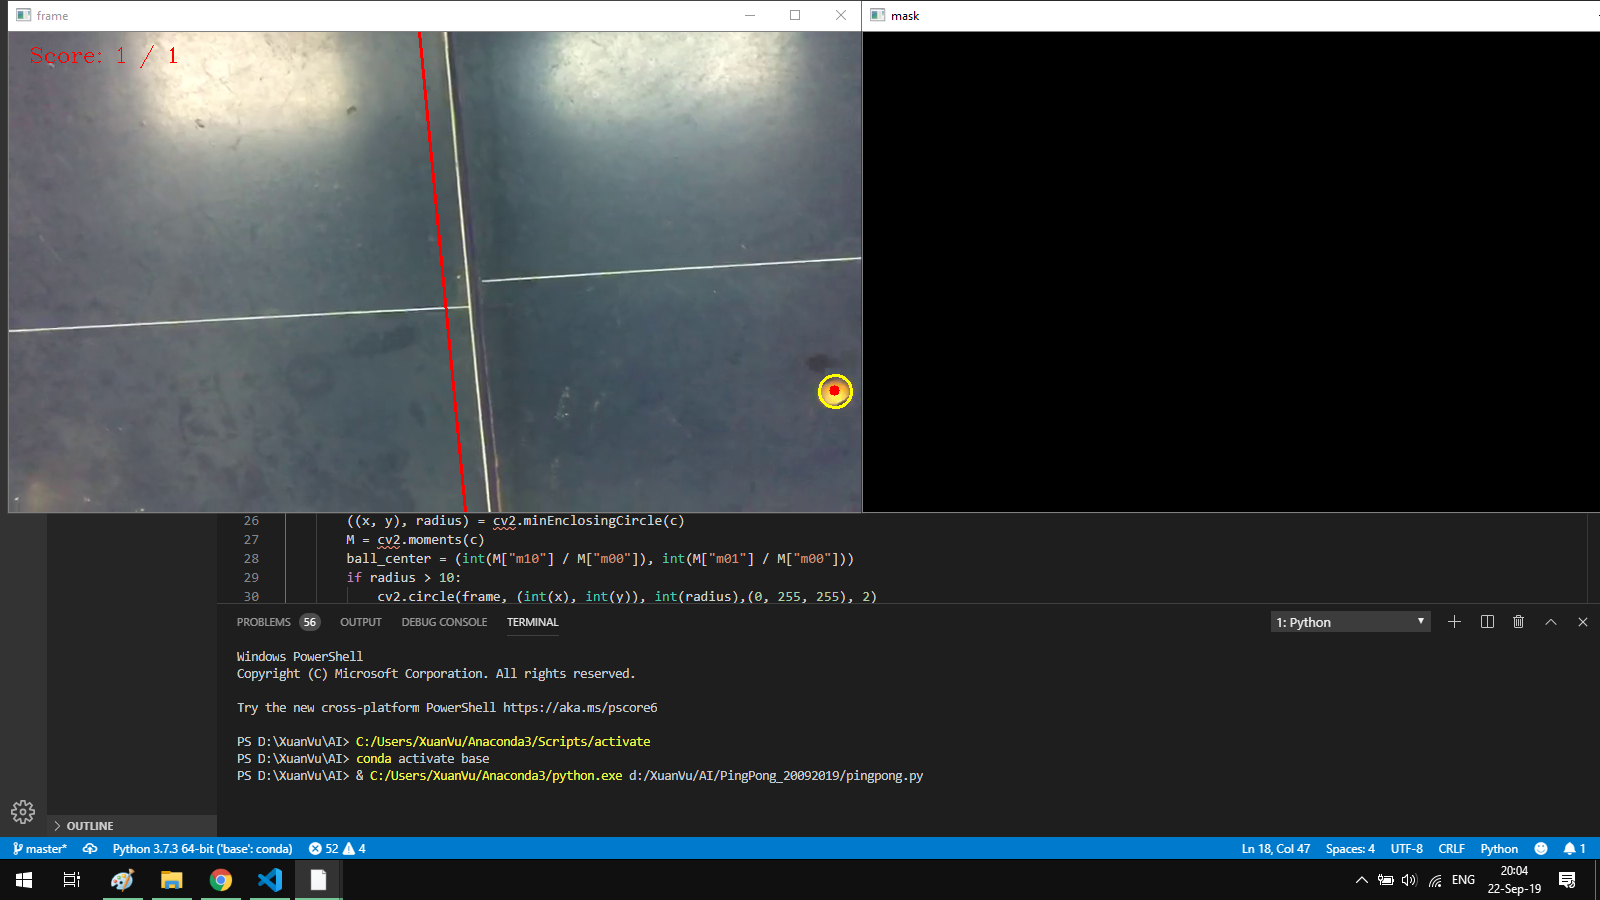 frame
mask
Score: 1 / 1
26 ((x, y), radius) = cv2.minEnclosingCircle(c)
27 M = cv2.moments(c)
28 ball_center = (int(M["m10"] / M["m00"]), int(M["m01"] / M["m00"]))
29 if radius > 10:
30 cv2.circle(frame, (int(x), int(y)), int(radius),(0, 255, 255), 2)
PROBLEMS 56 OUTPUT DEBUG CONSOLE TERMINAL 1: Python
Windows PowerShell
Copyright (C) Microsoft Corporation. All rights reserved.
Try the new cross-platform PowerShell https://aka.ms/pscore6
PS D:\XuanVu\AI> C:/Users/XuanVu/Anaconda3/Scripts/activate
PS D:\XuanVu\AI> conda activate base
PS D:\XuanVu\AI> & C:/Users/XuanVu/Anaconda3/python.exe d:/XuanVu/AI/PingPong_20092019/pingpong.py
OUTLINE
master* Python 3.7.3 64-bit ('base': conda) 52 4 Ln 18, Col 47 Spaces: 4 UTF-8 CRLF Python 1
ENG 20:04
22-Sep-19